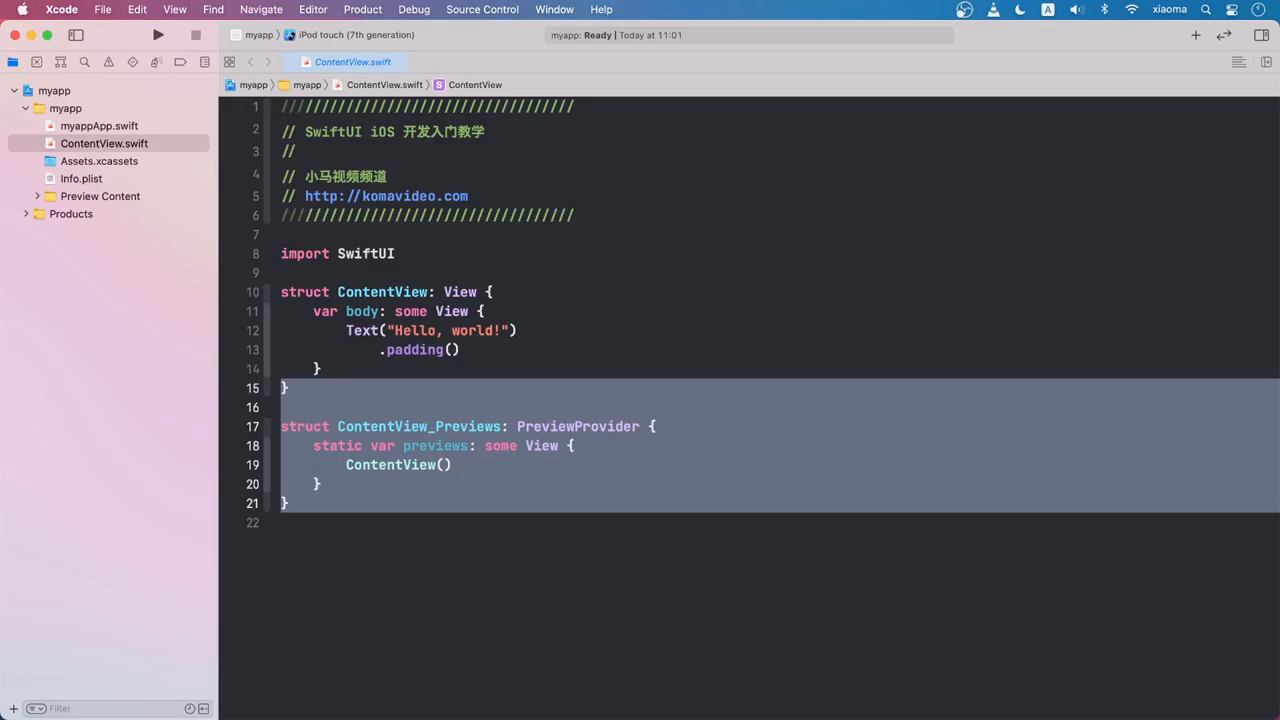 Xcode File Edit View Find Navigate Editor Product Debug Source Control Window Help A xiaoma
myapp iPod touch (7th generation) myapp: Ready | Today at 11:01
ContentView.swift
myapp myapp ContentView.swift S ContentView
myapp
myapp
myappApp.swift
ContentView.swift
Assets.xcassets
Info.plist
Preview Content
Products
Filter
1 ////////////////////////////////////
2 // SwiftUI iOS 开发入门教学
3 //
4 // 小马视频频道
5 // http://komavideo.com
6 ////////////////////////////////////
7
8 import SwiftUI
9
10 struct ContentView: View {
11 var body: some View {
12 Text("Hello, world!")
13 .padding()
14 }
15 }
16
17 struct ContentView_Previews: PreviewProvider {
18 static var previews: some View {
19 ContentView()
20 }
21 }
22